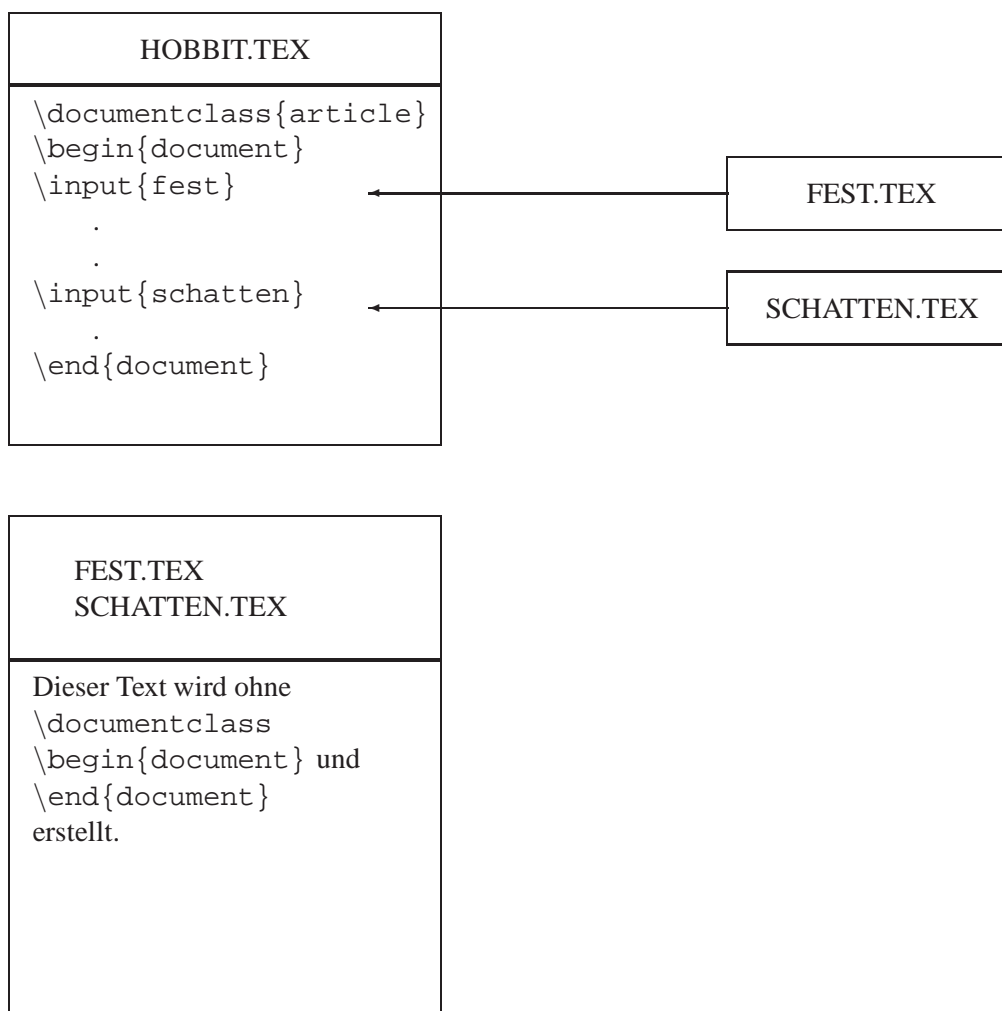 HOBBIT.TEX
\documentclass{article}
\begin{document}
\input{fest}
.
.
\input{schatten}
.
\end{document}
FEST.TEX
SCHATTEN.TEX
FEST.TEX
SCHATTEN.TEX
Dieser Text wird ohne
\documentclass
\begin{document} und
\end{document}
erstellt.